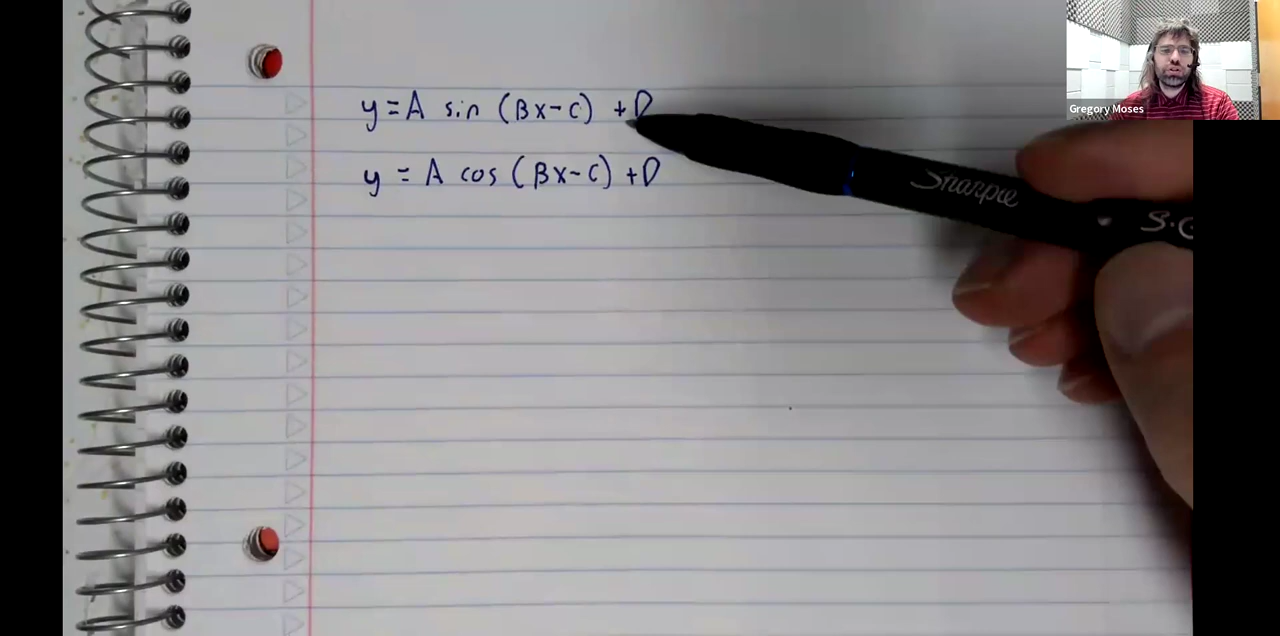 y = A sin (Bx - C) + D
y = A cos (Bx - C) + D
Gregory Moses
Sharpie
S·G